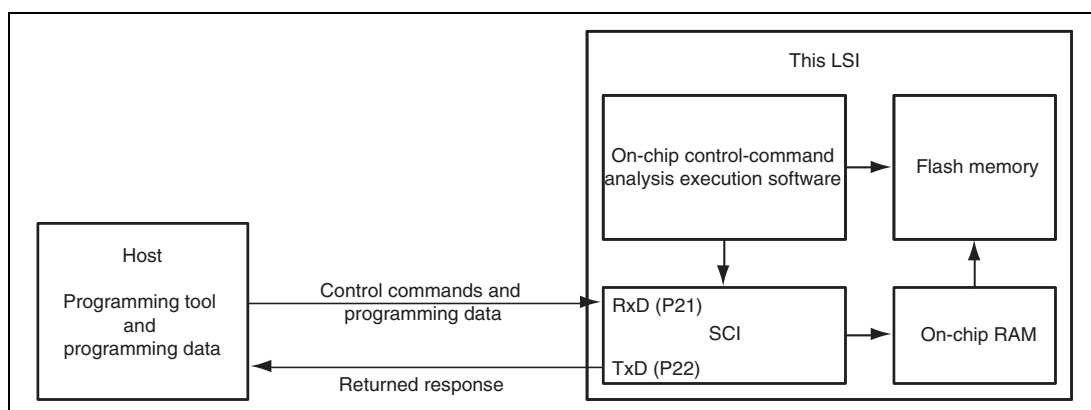 This LSI
On-chip control-command
analysis execution software
Flash memory
Host
Programming tool
and
programming data
Control commands and
programming data
RxD (P21)
SCI
TxD (P22)
On-chip RAM
Returned response